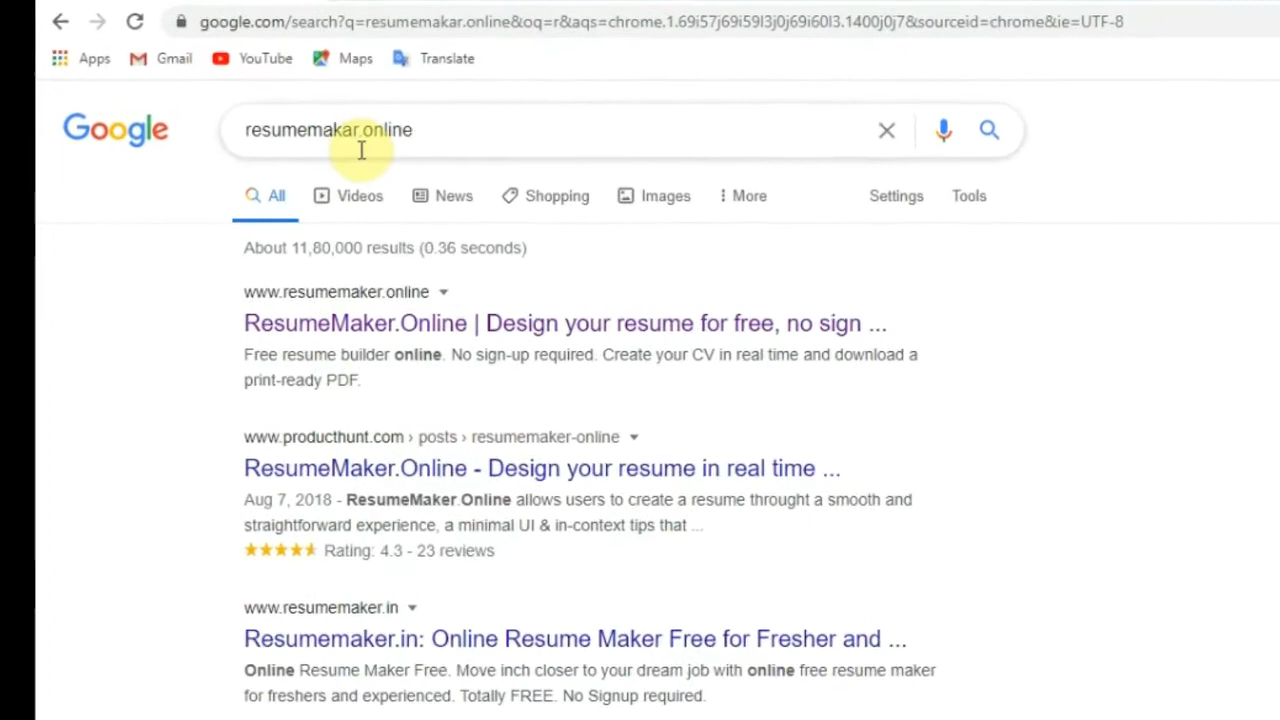 google.com/search?q=resumemakar.online&oq=r&aqs=chrome.1.69i57j69i59l3j0j69i60l3.1400j0j7&sourceid=chrome&ie=UTF-8
Apps Gmail YouTube Maps Translate
Google resumemakar.online
All Videos News Shopping Images More Settings Tools
About 11,80,000 results (0.36 seconds)
www.resumemaker.online
ResumeMaker.Online | Design your resume for free, no sign ...
Free resume builder online. No sign-up required. Create your CV in real time and download a
print-ready PDF.
www.producthunt.com › posts › resumemaker-online
ResumeMaker.Online - Design your resume in real time ...
Aug 7, 2018 - ResumeMaker.Online allows users to create a resume throught a smooth and
straightforward experience, a minimal UI & in-context tips that ...
Rating: 4.3 - 23 reviews
www.resumemaker.in
Resumemaker.in: Online Resume Maker Free for Fresher and ...
Online Resume Maker Free. Move inch closer to your dream job with online free resume maker
for freshers and experienced. Totally FREE. No Signup required.